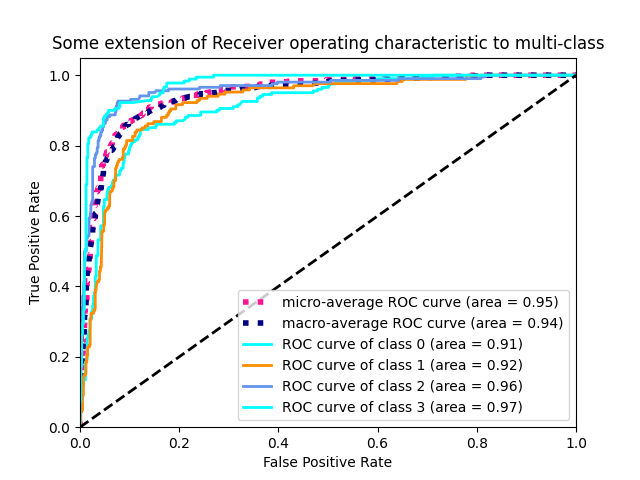 Some extension of Receiver operating characteristic to multi-class
1.0
0.8
0.6
0.4
0.2
0.0
True Positive Rate
micro-average ROC curve (area = 0.95)
macro-average ROC curve (area = 0.94)
ROC curve of class 0 (area = 0.91)
ROC curve of class 1 (area = 0.92)
ROC curve of class 2 (area = 0.96)
ROC curve of class 3 (area = 0.97)
0.0 0.2 0.4 0.6 0.8 1.0
False Positive Rate